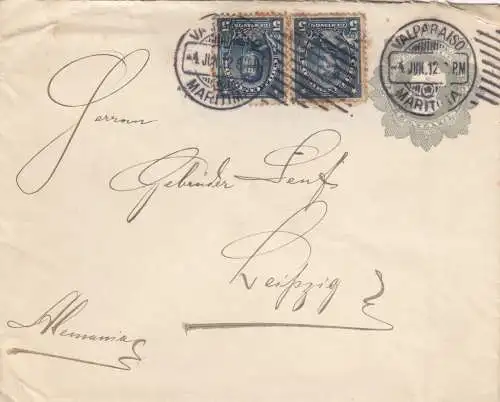 VALPARAISO
4 JUN. 12 PM
MARITIMA
Herren
Gebrüder Senf
Leipzig
Alemania